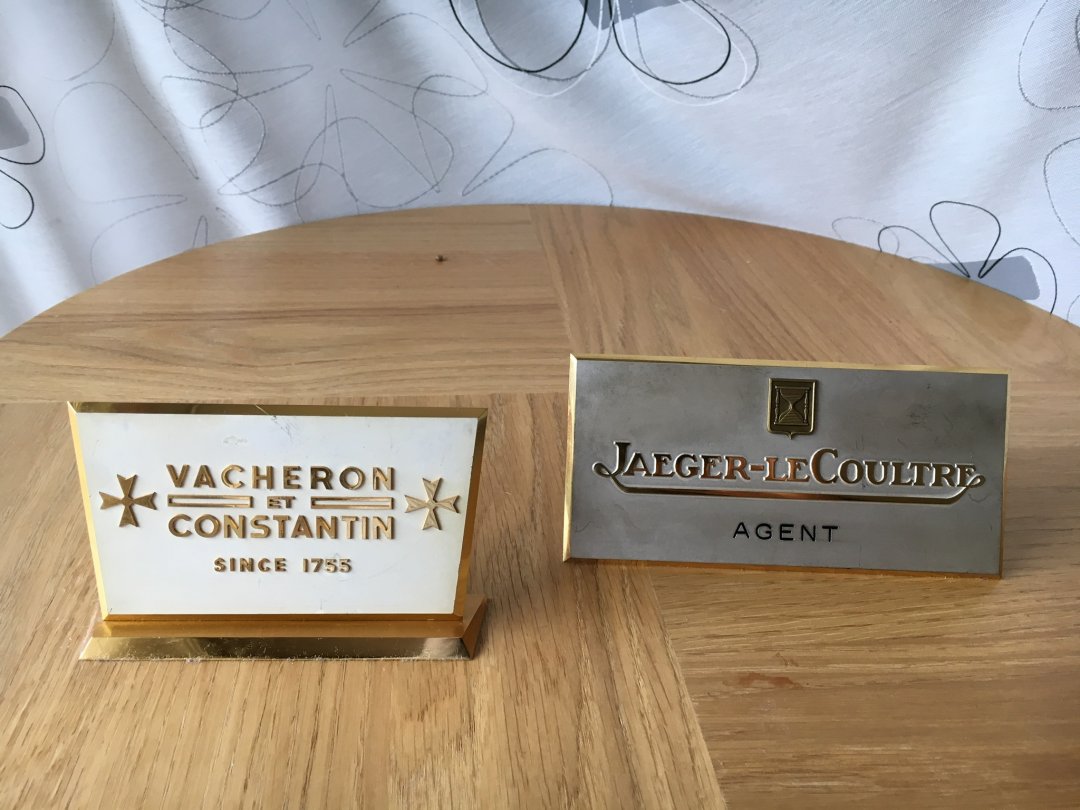 VACHERON
ET
CONSTANTIN
SINCE 1755
JAEGER-LECOULTRE
AGENT